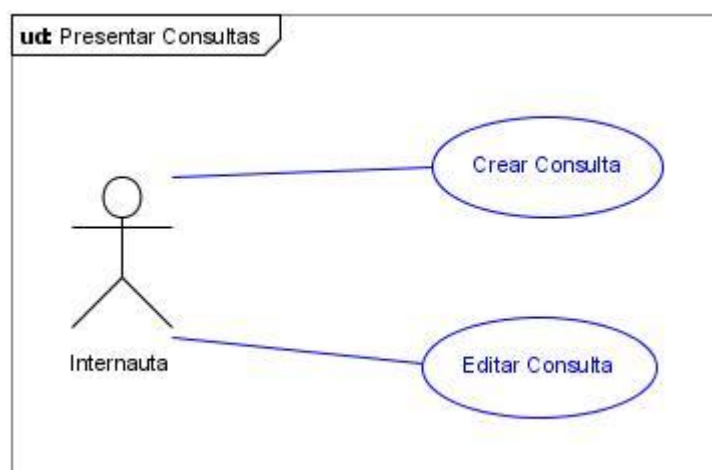 ud: Presentar Consultas
Crear Consulta
Internauta
Editar Consulta